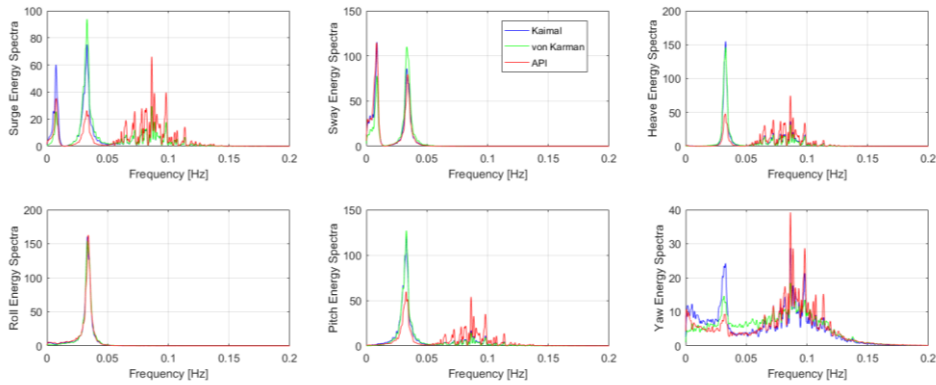 Surge Energy Spectra
100
80
60
40
20
0
0 0.05 0.1 0.15 0.2
Frequency [Hz]
Sway Energy Spectra
150
100
50
0
0 0.05 0.1 0.15 0.2
Frequency [Hz]
Kaimal
von Karman
API
Heave Energy Spectra
200
150
100
50
0
0 0.05 0.1 0.15 0.2
Frequency [Hz]
Roll Energy Spectra
200
150
100
50
0
0 0.05 0.1 0.15 0.2
Frequency [Hz]
Pitch Energy Spectra
150
100
50
0
0 0.05 0.1 0.15 0.2
Frequency [Hz]
Yaw Energy Spectra
40
30
20
10
0
0 0.05 0.1 0.15 0.2
Frequency [Hz]